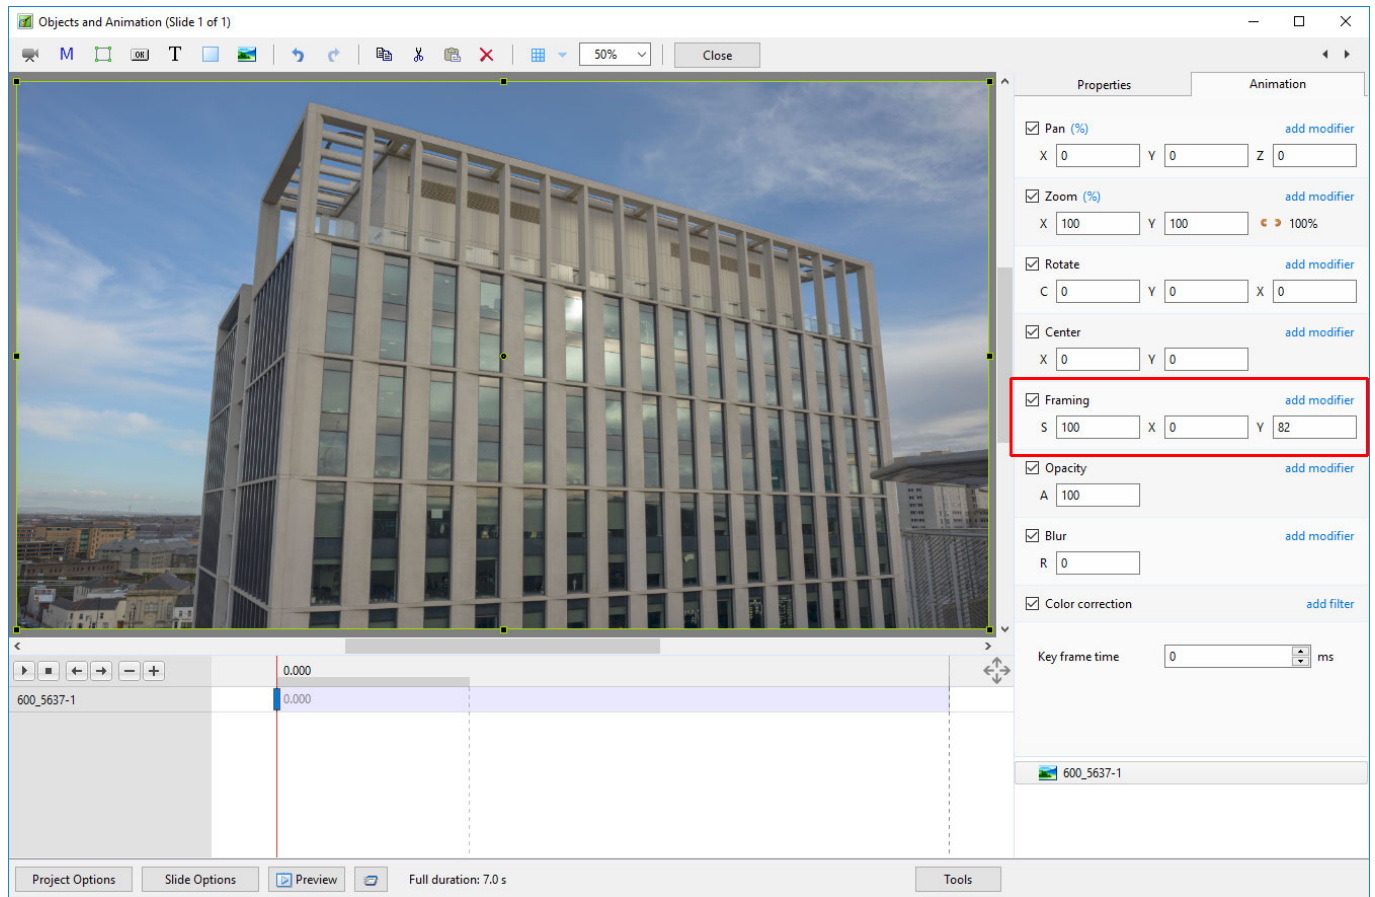 Objects and Animation (Slide 1 of 1)
M OK T 50% Close
Properties Animation
Pan (%) add modifier
X 0 Y 0 Z 0
Zoom (%) add modifier
X 100 Y 100 100%
Rotate add modifier
C 0 Y 0 X 0
Center add modifier
X 0 Y 0
Framing add modifier
S 100 X 0 Y 82
Opacity add modifier
A 100
Blur add modifier
R 0
Color correction add filter
Key frame time 0 ms
0.000
600_5637-1 0.000
600_5637-1
Project Options Slide Options Preview Full duration: 7.0 s Tools